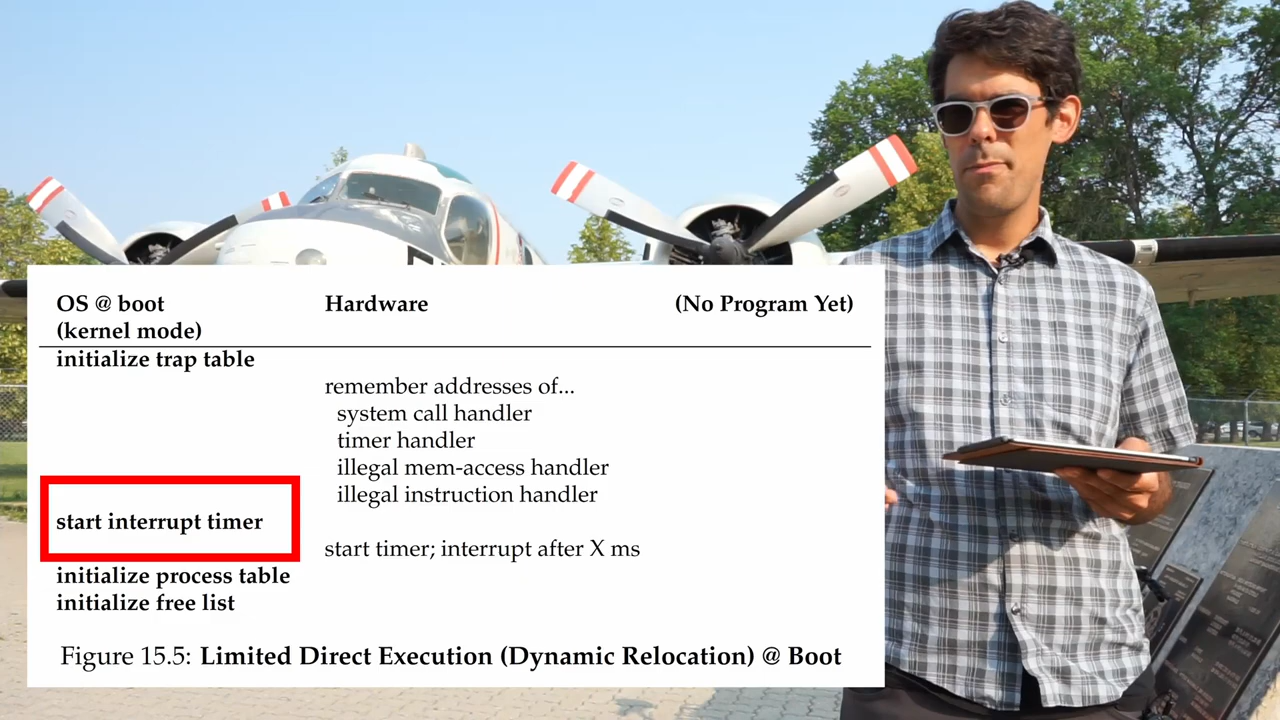 OS @ boot Hardware (No Program Yet)
(kernel mode)
initialize trap table
remember addresses of...
system call handler
timer handler
illegal mem-access handler
illegal instruction handler
start interrupt timer
start timer; interrupt after X ms
initialize process table
initialize free list
Figure 15.5: Limited Direct Execution (Dynamic Relocation) @ Boot